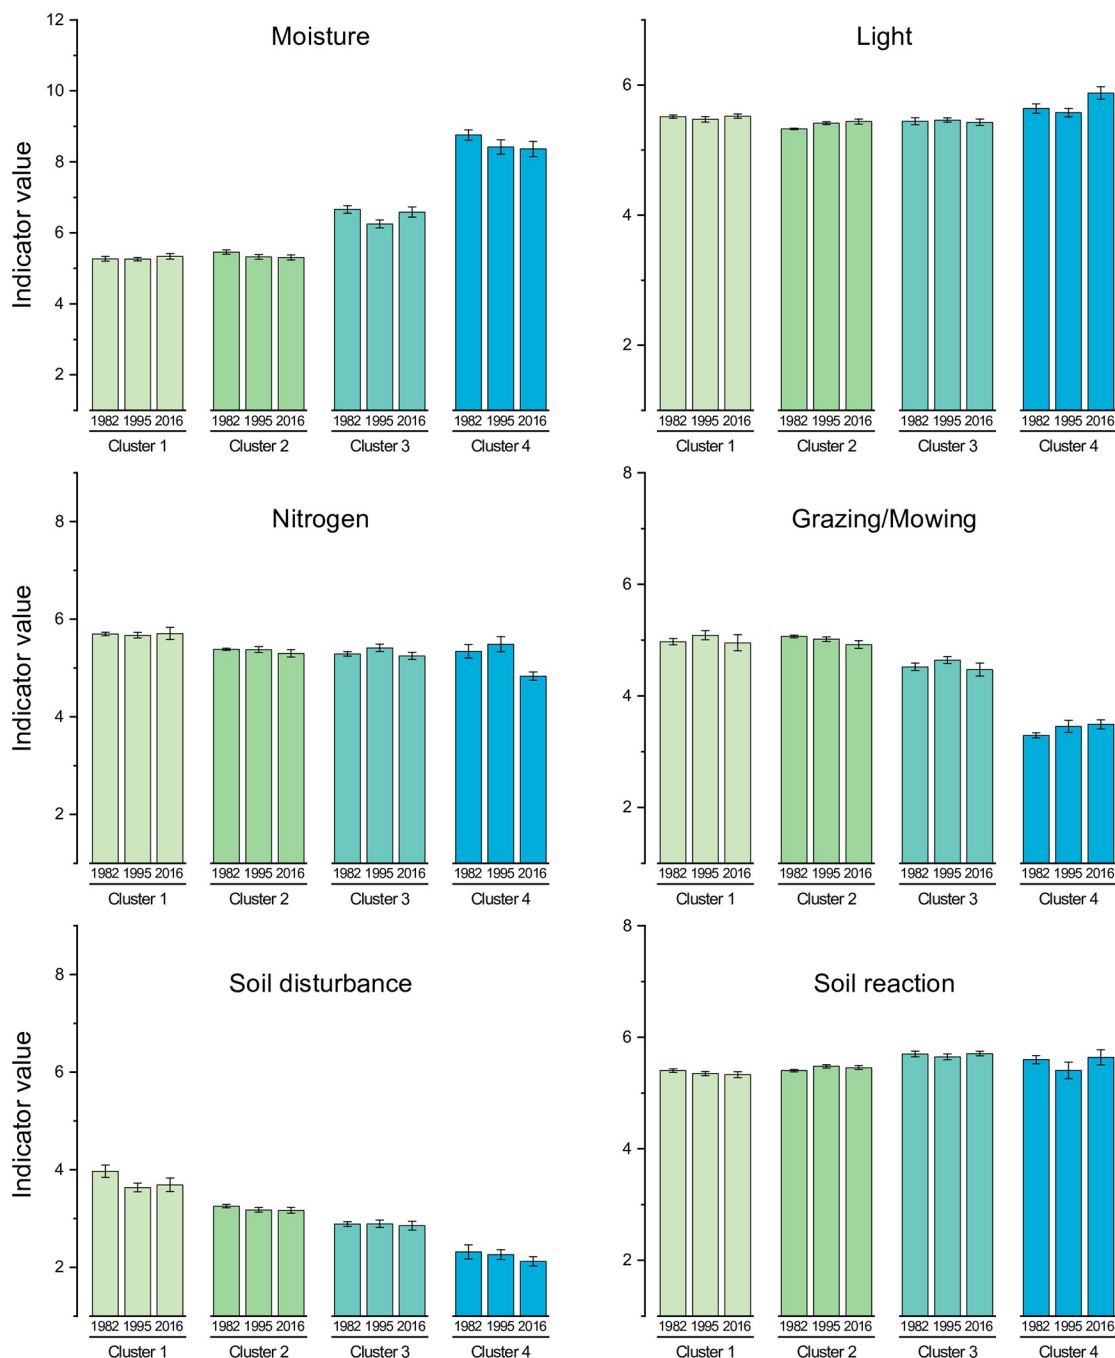 Moisture
Indicator value
12
10
8
6
4
2
1982 1995 2016 1982 1995 2016 1982 1995 2016 1982 1995 2016
Cluster 1 Cluster 2 Cluster 3 Cluster 4
Light
6
4
2
1982 1995 2016 1982 1995 2016 1982 1995 2016 1982 1995 2016
Cluster 1 Cluster 2 Cluster 3 Cluster 4
Nitrogen
Indicator value
8
6
4
2
1982 1995 2016 1982 1995 2016 1982 1995 2016 1982 1995 2016
Cluster 1 Cluster 2 Cluster 3 Cluster 4
Grazing/Mowing
8
6
4
2
1982 1995 2016 1982 1995 2016 1982 1995 2016 1982 1995 2016
Cluster 1 Cluster 2 Cluster 3 Cluster 4
Soil disturbance
Indicator value
8
6
4
2
1982 1995 2016 1982 1995 2016 1982 1995 2016 1982 1995 2016
Cluster 1 Cluster 2 Cluster 3 Cluster 4
Soil reaction
8
6
4
2
1982 1995 2016 1982 1995 2016 1982 1995 2016 1982 1995 2016
Cluster 1 Cluster 2 Cluster 3 Cluster 4